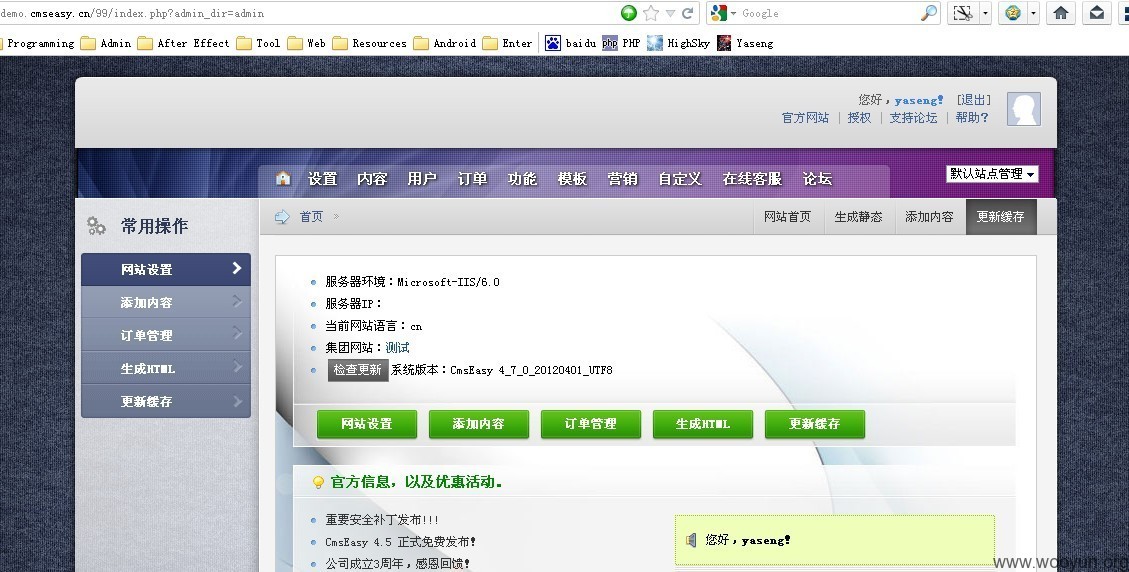 demo.cmseasy.cn/99/index.php?admin_dir=admin
Google
Programming Admin After Effect Tool Web Resources Android Enter baidu php PHP HighSky Yaseng
您好，yaseng! [退出]
官方网站 | 授权 | 支持论坛 | 帮助?
设置 内容 用户 订单 功能 模板 营销 自定义 在线客服 论坛
默认站点管理
常用操作
首页 »
网站首页 生成静态 添加内容 更新缓存
网站设置
添加内容
订单管理
生成HTML
更新缓存
服务器环境：Microsoft-IIS/6.0
服务器IP：
当前网站语言：cn
集团网站：测试
检查更新 系统版本：CmsEasy 4_7_0_20120401_UTF8
网站设置 添加内容 订单管理 生成HTML 更新缓存
官方信息，以及优惠活动。
重要安全补丁发布!!!
CmsEasy 4.5 正式免费发布!
公司成立3周年，感恩回馈!
您好，yaseng!
www.wooyun.org